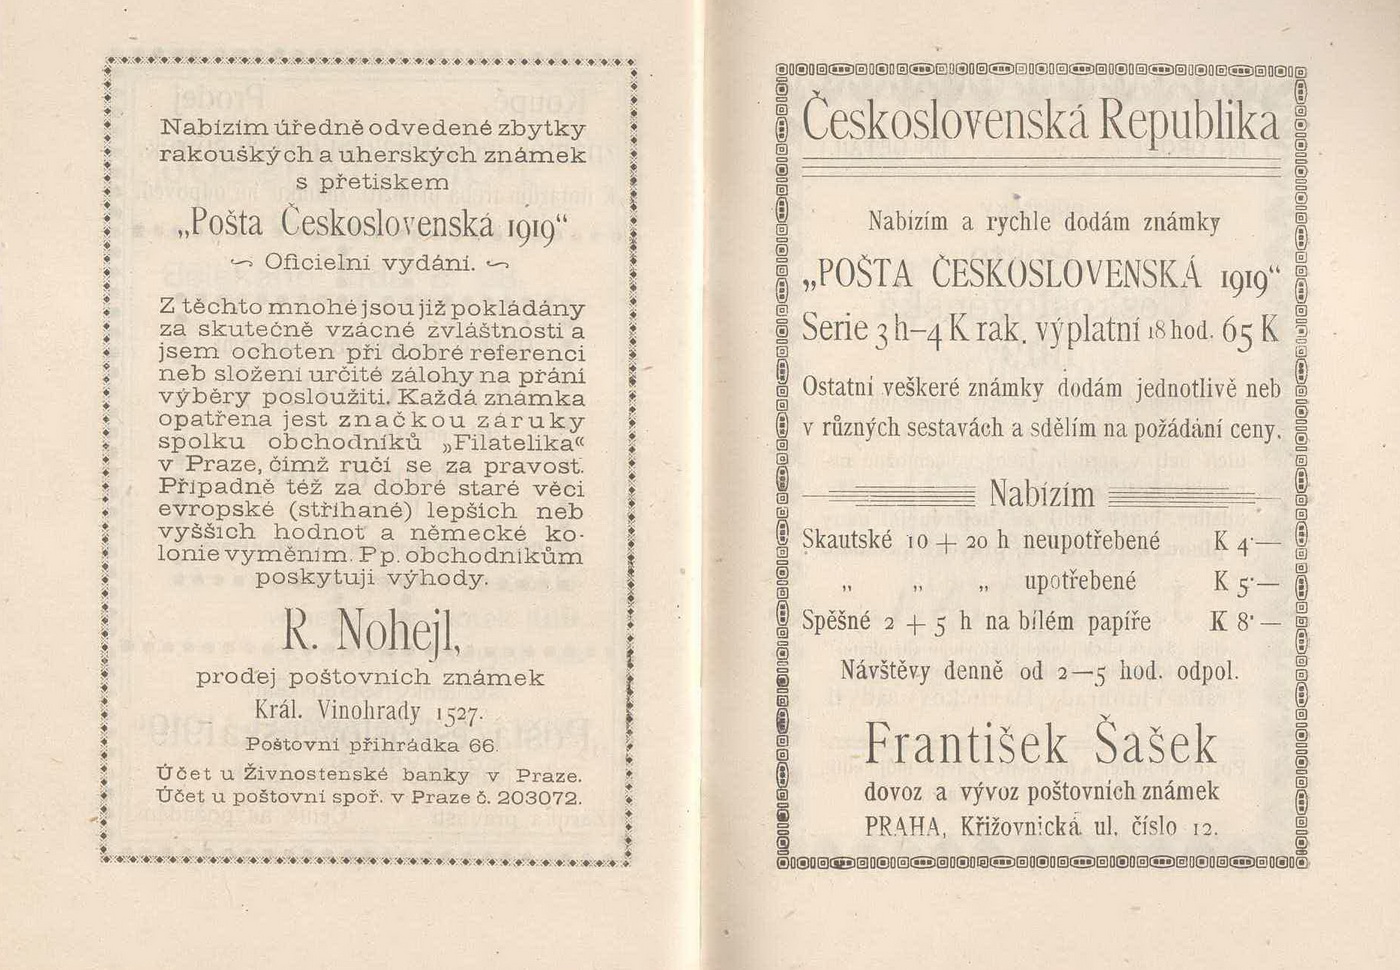 Nabízím úředně odvedené zbytky
rakouských a uherských známek
s přetiskem
„Pošta Československá 1919“
Oficielní vydání.
Z těchto mnohé jsou již pokládány
za skutečně vzácné zvláštnosti a
jsem ochoten při dobré referenci
neb složení určité zálohy na přání
výběry posloužiti. Každá známka
opatřena jest značkou záruky
spolku obchodníků „Filatelika“
v Praze, čímž ručí se za pravost.
Případně též za dobré staré věci
evropské (stříhané) lepších neb
vyšších hodnot a německé ko-
lonie vyměním. Pp. obchodníkům
poskytuji výhody.
R. Nohejl,
prodej poštovních známek
Král. Vinohrady 1527.
Poštovní přihrádka 66.
Účet u Živnostenské banky v Praze.
Účet u poštovní spoř. v Praze č. 203072.
Československá Republika
Nabízím a rychle dodám známky
„POŠTA ČESKOSLOVENSKÁ 1919“
Serie 3 h–4 K rak. výplatní 18 hod. 65 K
Ostatní veškeré známky dodám jednotlivě neb
v různých sestavách a sdělím na požádání ceny.
Nabízím
Skautské 10 + 20 h neupotřebené K 4·—
„ „ „ upotřebené K 5·—
Spěšné 2 + 5 h na bílém papíře K 8·—
Návštěvy denně od 2—5 hod. odpol.
František Šašek
dovoz a vývoz poštovních známek
PRAHA, Křižovnická ul. číslo 12.